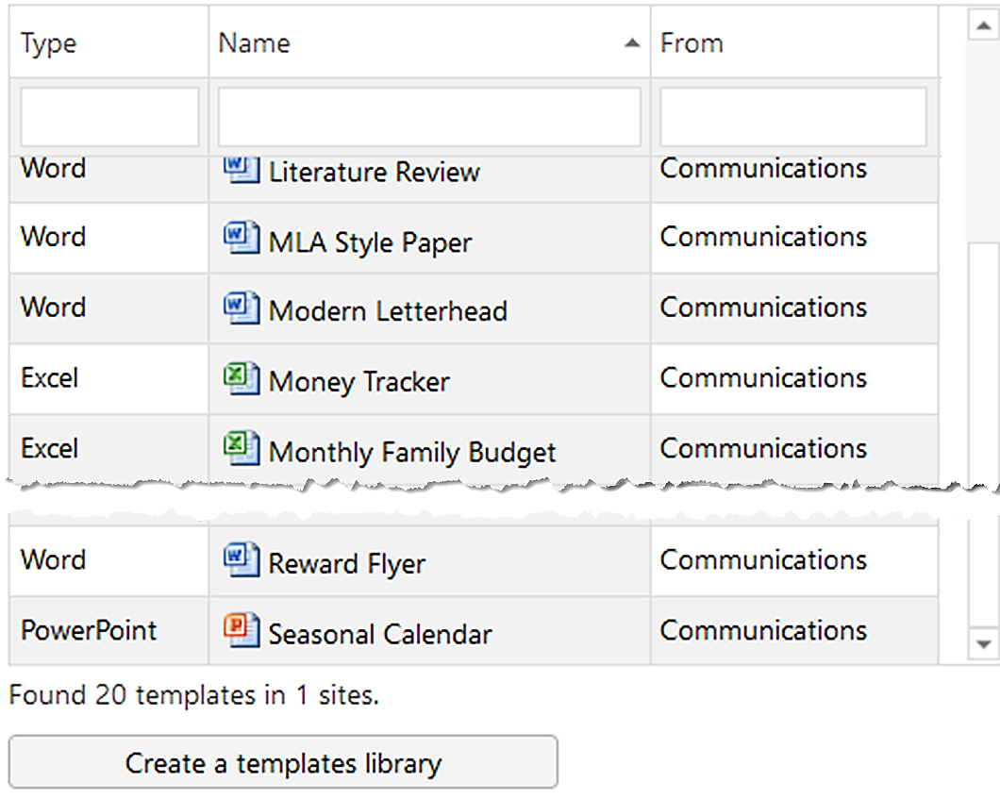 Type Name From
Word Literature Review Communications
Word MLA Style Paper Communications
Word Modern Letterhead Communications
Excel Money Tracker Communications
Excel Monthly Family Budget Communications
Word Reward Flyer Communications
PowerPoint Seasonal Calendar Communications
Found 20 templates in 1 sites.
Create a templates library